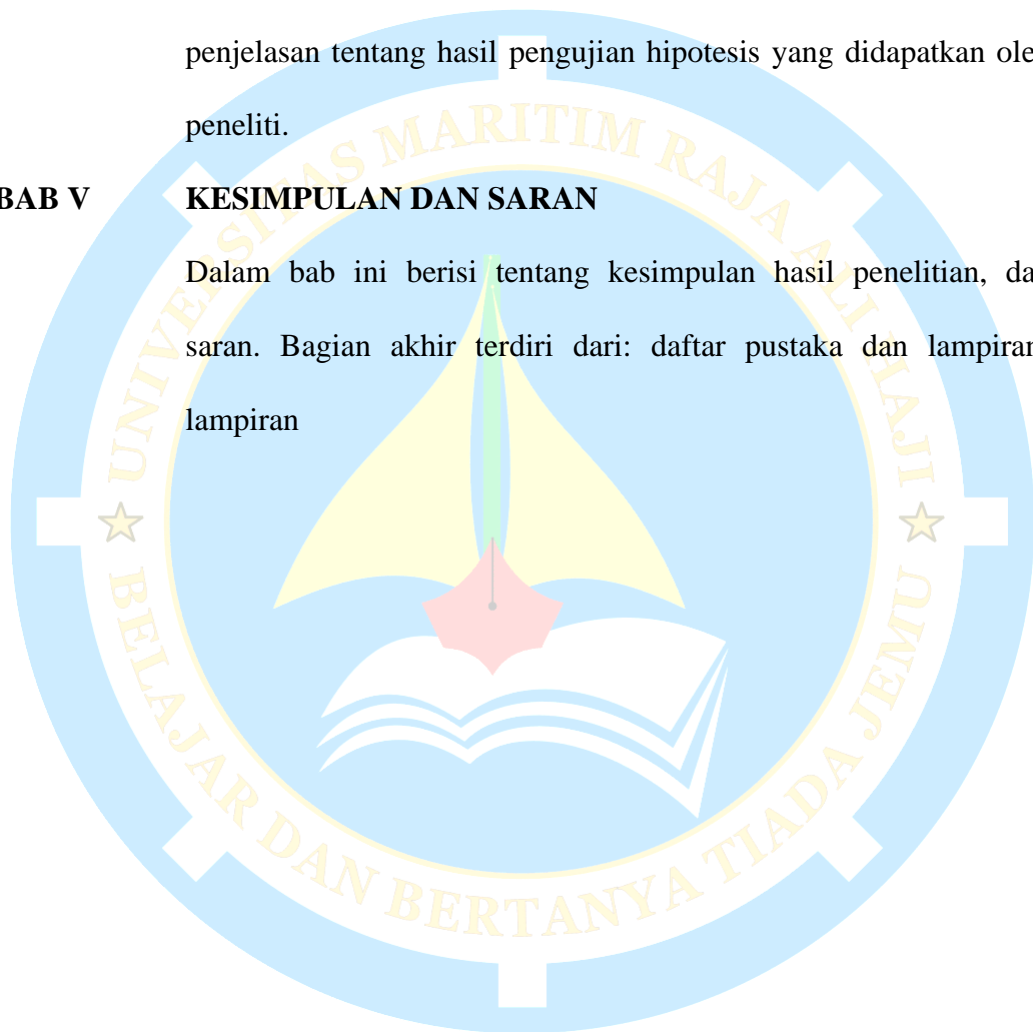 penjelasan tentang hasil pengujian hipotesis yang didapatkan ole
peneliti.
BAB V KESIMPULAN DAN SARAN
Dalam bab ini berisi tentang kesimpulan hasil penelitian, da
saran. Bagian akhir terdiri dari: daftar pustaka dan lampiran
lampiran
UNIVERSITAS MARITIM RAJA ALI HAJI
BELAJAR DAN BERTANYA TIADA JEMU